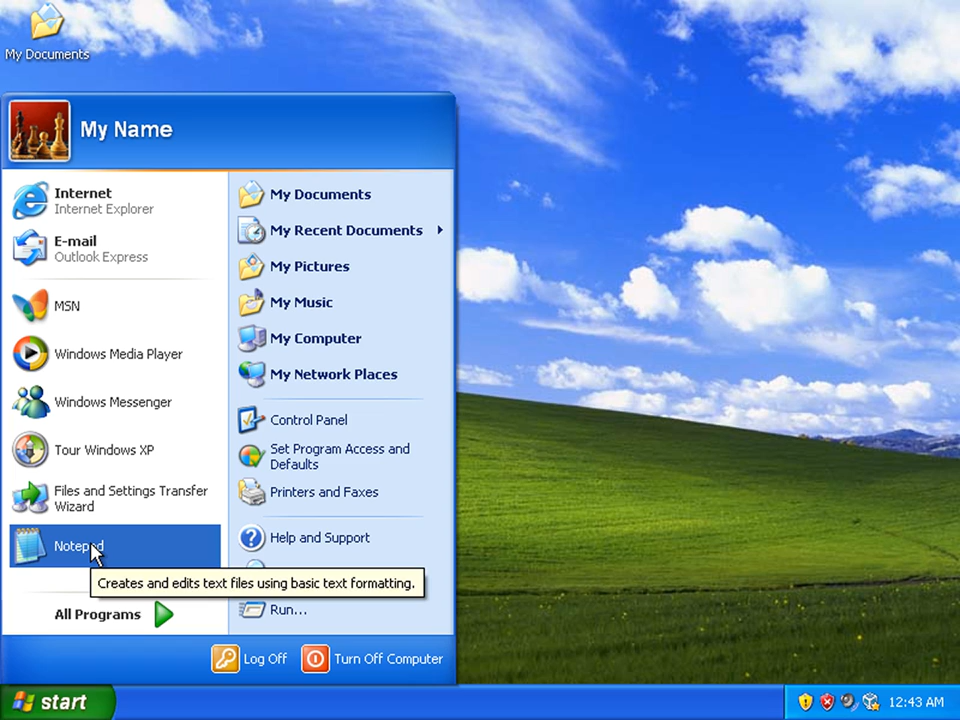 My Documents
My Name
Internet
Internet Explorer
E-mail
Outlook Express
MSN
Windows Media Player
Windows Messenger
Tour Windows XP
Files and Settings Transfer
Wizard
Notepad
All Programs
My Documents
My Recent Documents
My Pictures
My Music
My Computer
My Network Places
Control Panel
Set Program Access and
Defaults
Printers and Faxes
Help and Support
Creates and edits text files using basic text formatting.
Run...
Log Off
Turn Off Computer
start
12:43 AM